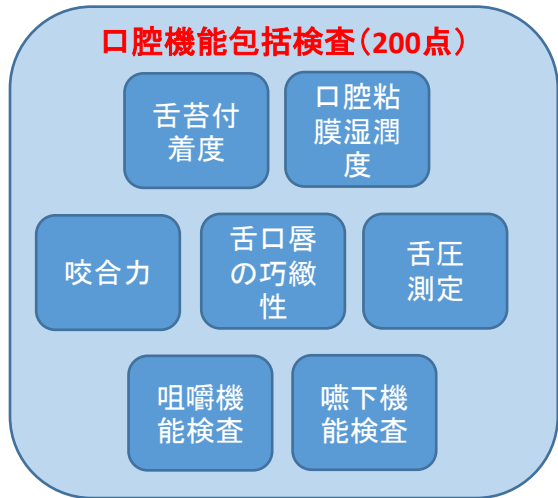 口腔機能包括検査（200点）
舌苔付
着度
口腔粘
膜湿潤
度
咬合力
舌口唇
の巧緻
性
舌圧
測定
咀嚼機
能検査
嚥下機
能検査